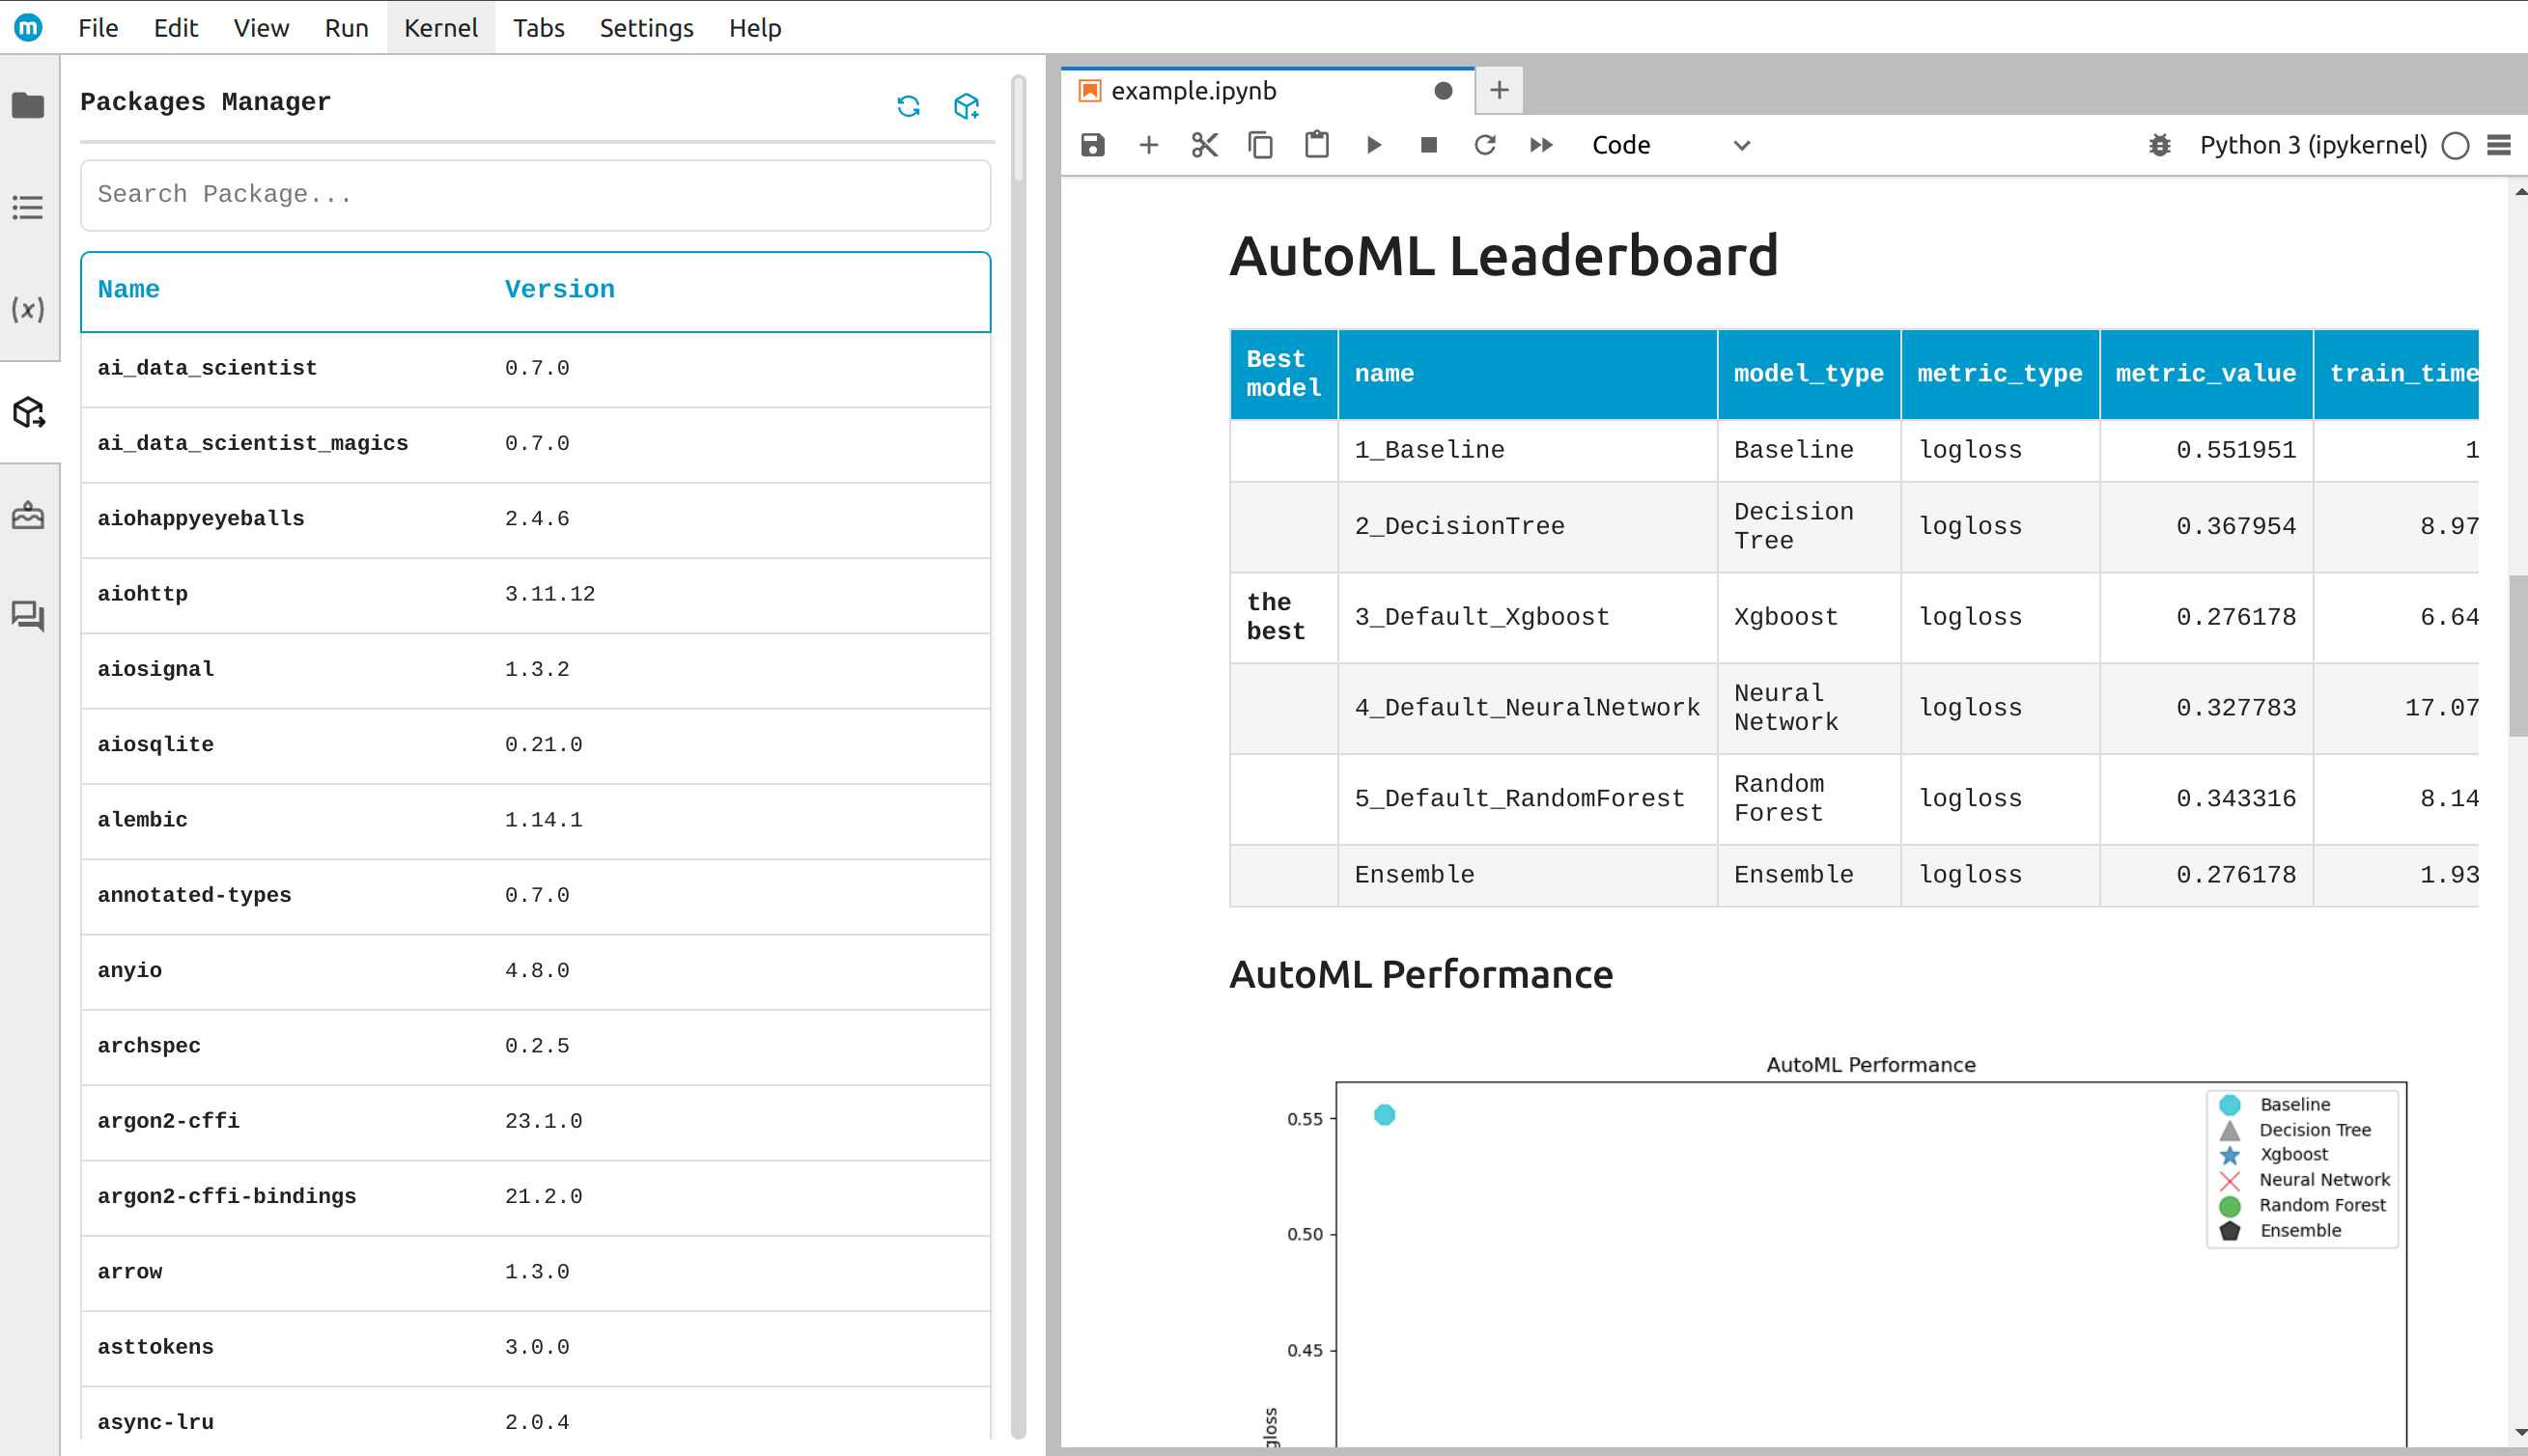 m File Edit View Run Kernel Tabs Settings Help
Packages Manager
Search Package...
Name Version
ai_data_scientist 0.7.0
ai_data_scientist_magics 0.7.0
aiohappyeyeballs 2.4.6
aiohttp 3.11.12
aiosignal 1.3.2
aiosqlite 0.21.0
alembic 1.14.1
annotated-types 0.7.0
anyio 4.8.0
archspec 0.2.5
argon2-cffi 23.1.0
argon2-cffi-bindings 21.2.0
arrow 1.3.0
asttokens 3.0.0
async-lru 2.0.4
(x)
example.ipynb
Code Python 3 (ipykernel)
AutoML Leaderboard
Best model name model_type metric_type metric_value train_time
1_Baseline Baseline logloss 0.551951 1
2_DecisionTree Decision Tree logloss 0.367954 8.97
the best 3_Default_Xgboost Xgboost logloss 0.276178 6.64
4_Default_NeuralNetwork Neural Network logloss 0.327783 17.07
5_Default_RandomForest Random Forest logloss 0.343316 8.14
Ensemble Ensemble logloss 0.276178 1.93
AutoML Performance
AutoML Performance
0.55
0.50
0.45
gloss
Baseline
Decision Tree
Xgboost
Neural Network
Random Forest
Ensemble